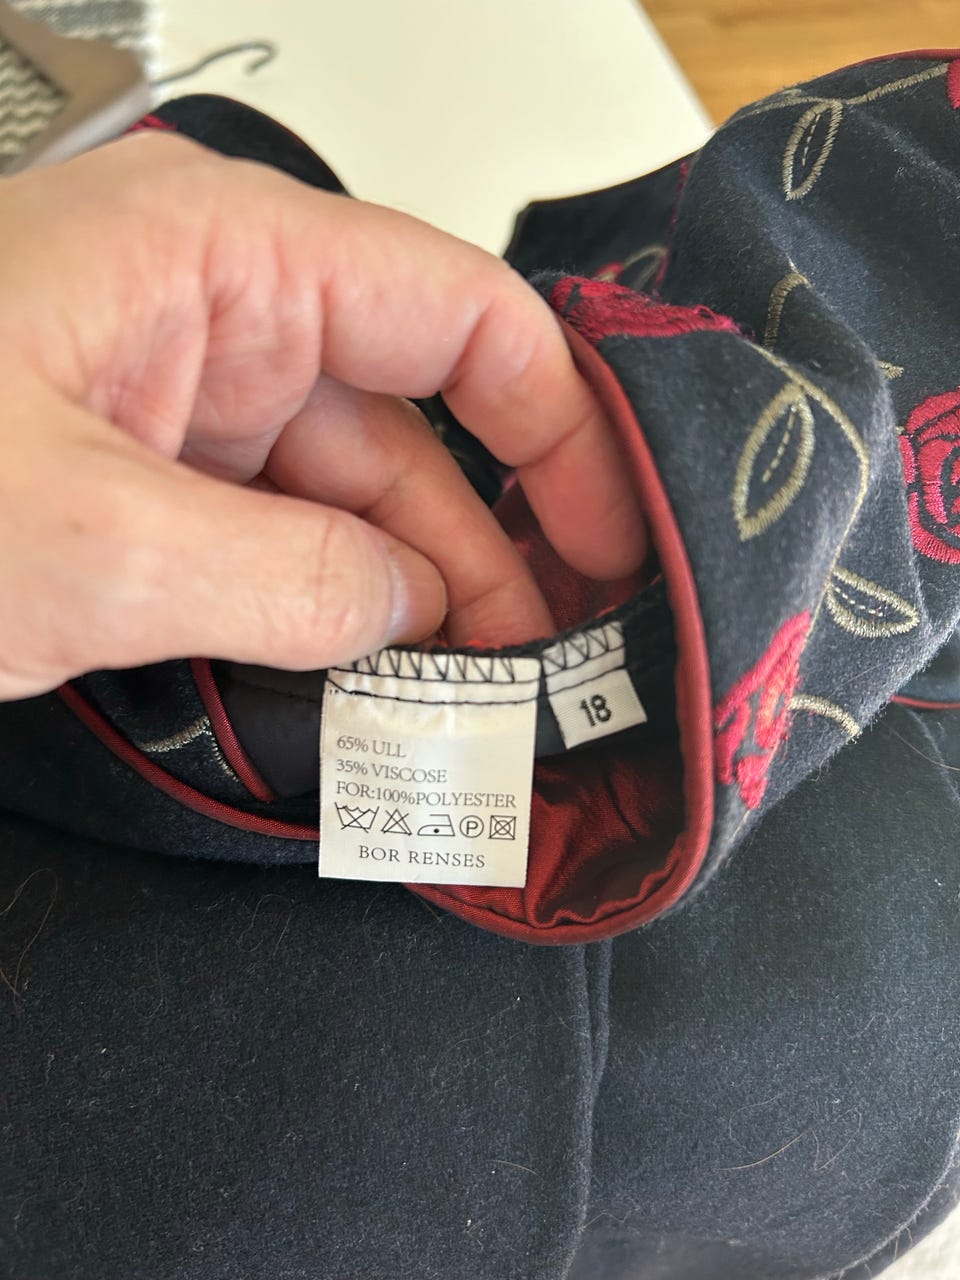 65% ULL
35% VISCOSE
FOR:100%POLYESTER
P
BOR RENSES
18